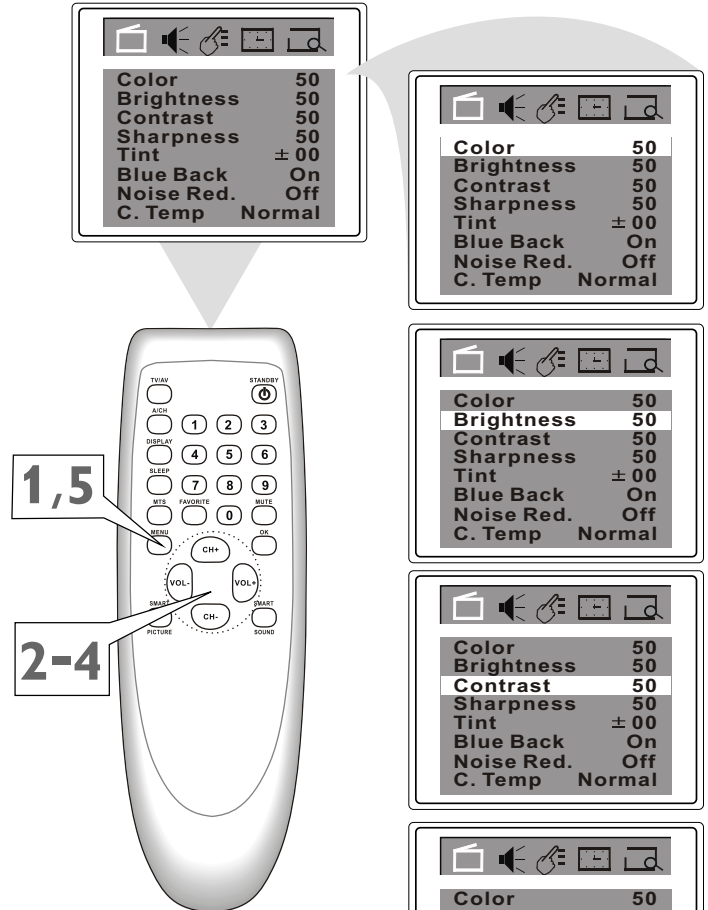 Color 50
Brightness 50
Contrast 50
Sharpness 50
Tint ± 00
Blue Back On
Noise Red. Off
C. Temp Normal
Color 50
Brightness 50
Contrast 50
Sharpness 50
Tint ± 00
Blue Back On
Noise Red. Off
C. Temp Normal
Color 50
Brightness 50
Contrast 50
Sharpness 50
Tint ± 00
Blue Back On
Noise Red. Off
C. Temp Normal
Color 50
Brightness 50
Contrast 50
Sharpness 50
Tint ± 00
Blue Back On
Noise Red. Off
C. Temp Normal
Color 50
TV/AV STANDBY
A/CH 1 2 3
DISPLAY 4 5 6
SLEEP 7 8 9
MTS FAVORITE 0 MUTE
MENU OK
CH+
VOL- VOL+
SMART CH- SMART
PICTURE SOUND
1,5
2-4